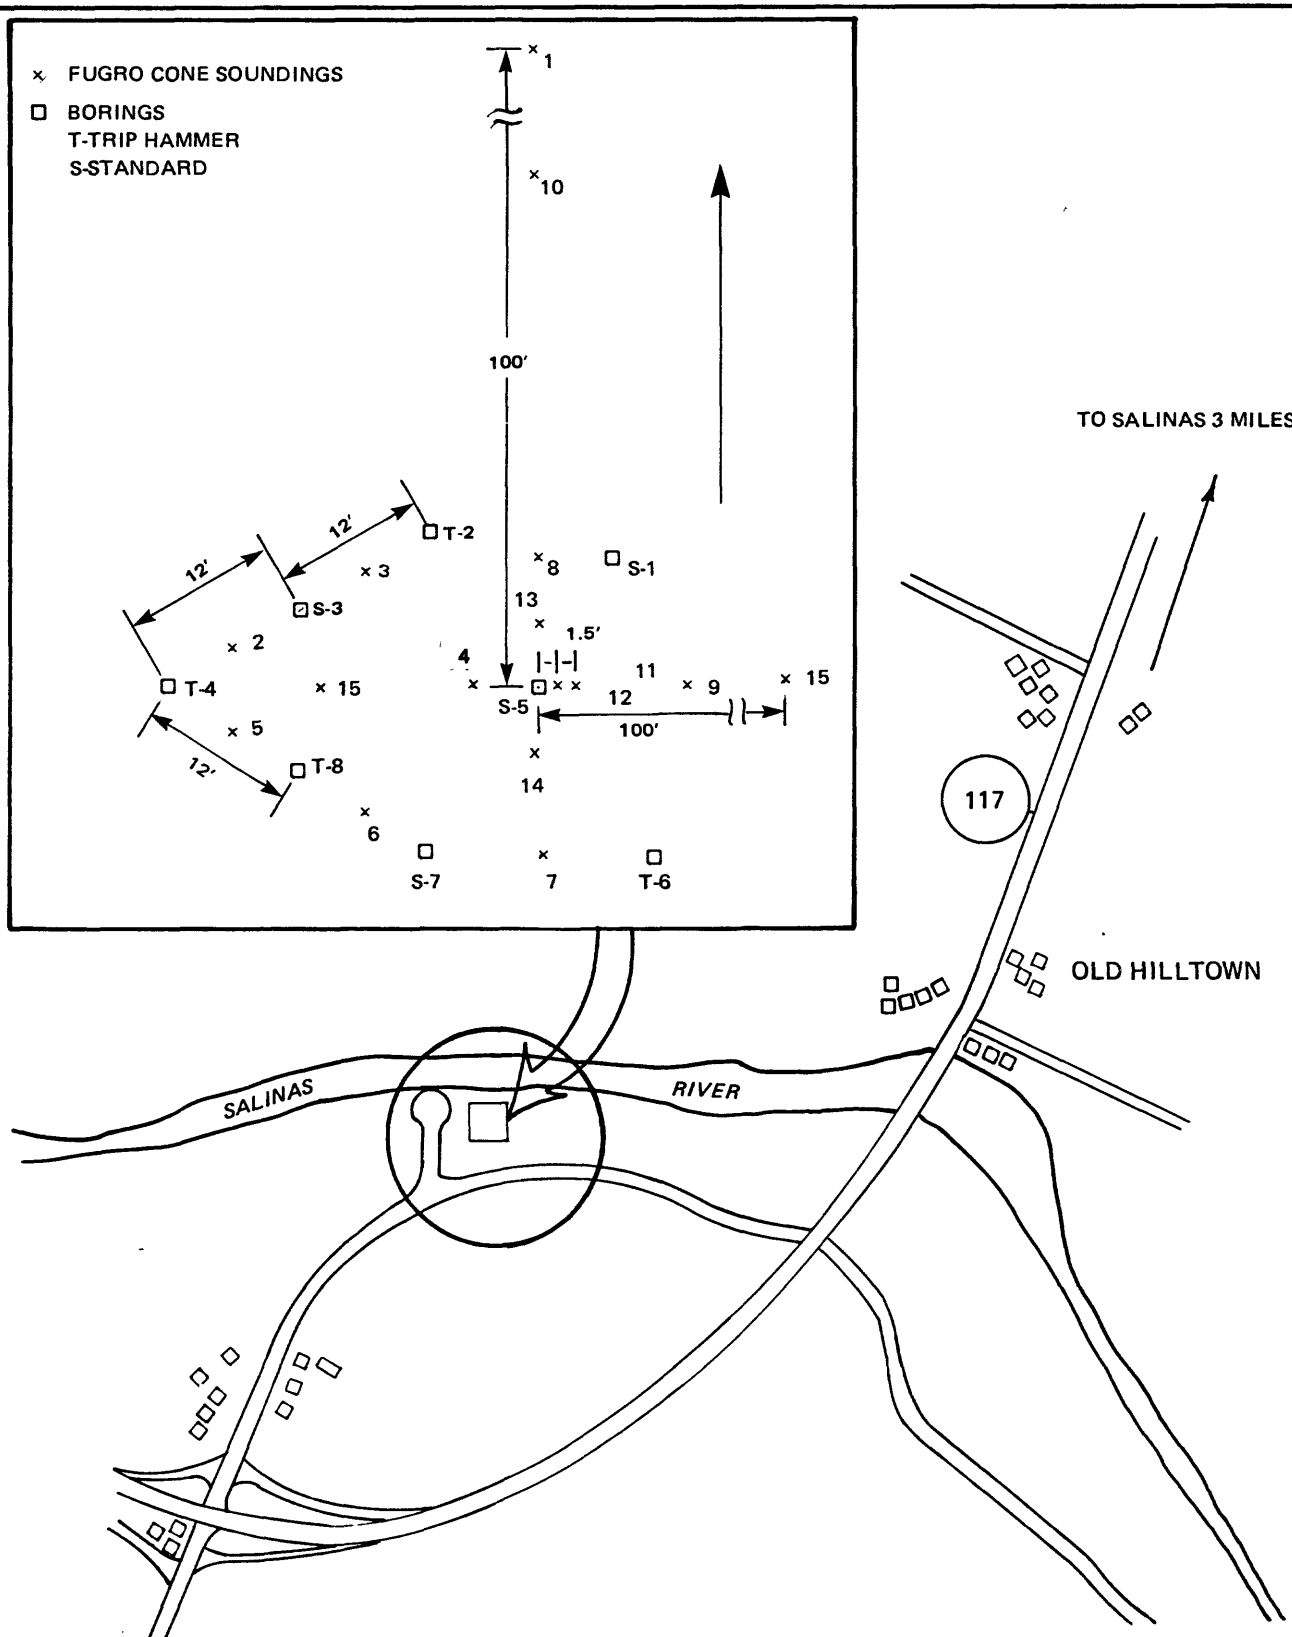 × FUGRO CONE SOUNDINGS
□ BORINGS
T-TRIP HAMMER
S-STANDARD
1
10
100'
TO SALINAS 3 MILES
12'
T-2
12'
3
8
S-1
S-3
13
1.5'
2
4
11
T-4
15
S-5
12
9
15
100'
5
12'
T-8
14
117
6
S-7
7
T-6
OLD HILLTOWN
SALINAS
RIVER